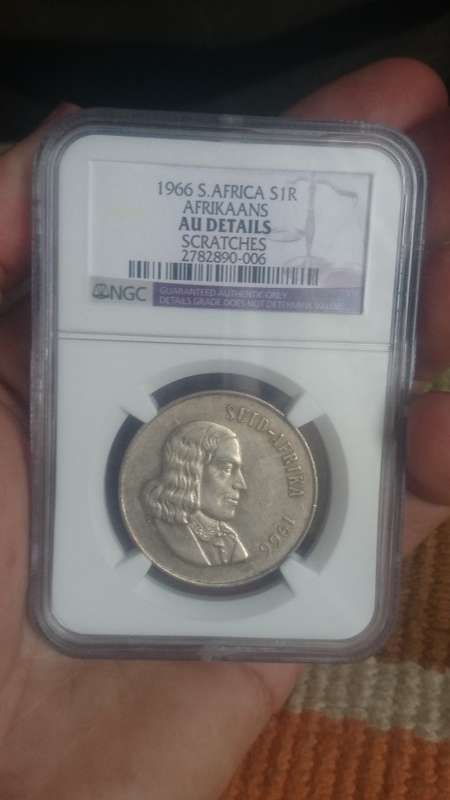 1966 S.AFRICA S1R
AFRIKAANS
AU DETAILS
SCRATCHES
2782890-006
NGC
GUARANTEED AUTHENTIC ONLY
DETAILS GRADE DOES NOT DETERMINE VALUE
SUID-AFRIKA
1966